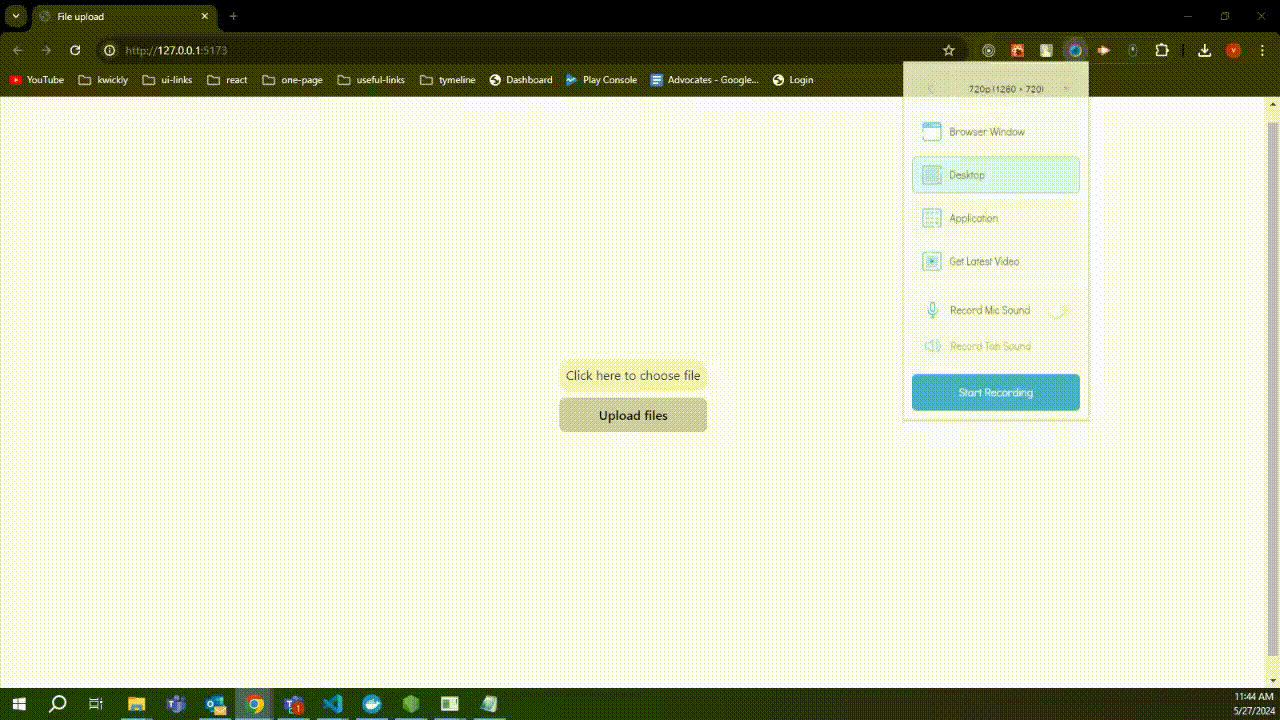 File upload
http://127.0.0.1:5173
V
YouTube kwickly ui-links react one-page useful-links tymeline Dashboard Play Console Advocates - Google... Login
720p (1280 × 720)
Browser Window
Desktop
Application
Get Latest Video
Record Mic Sound
Record Tab Sound
Start Recording
Click here to choose file
Upload files
11:44 AM
5/27/2024